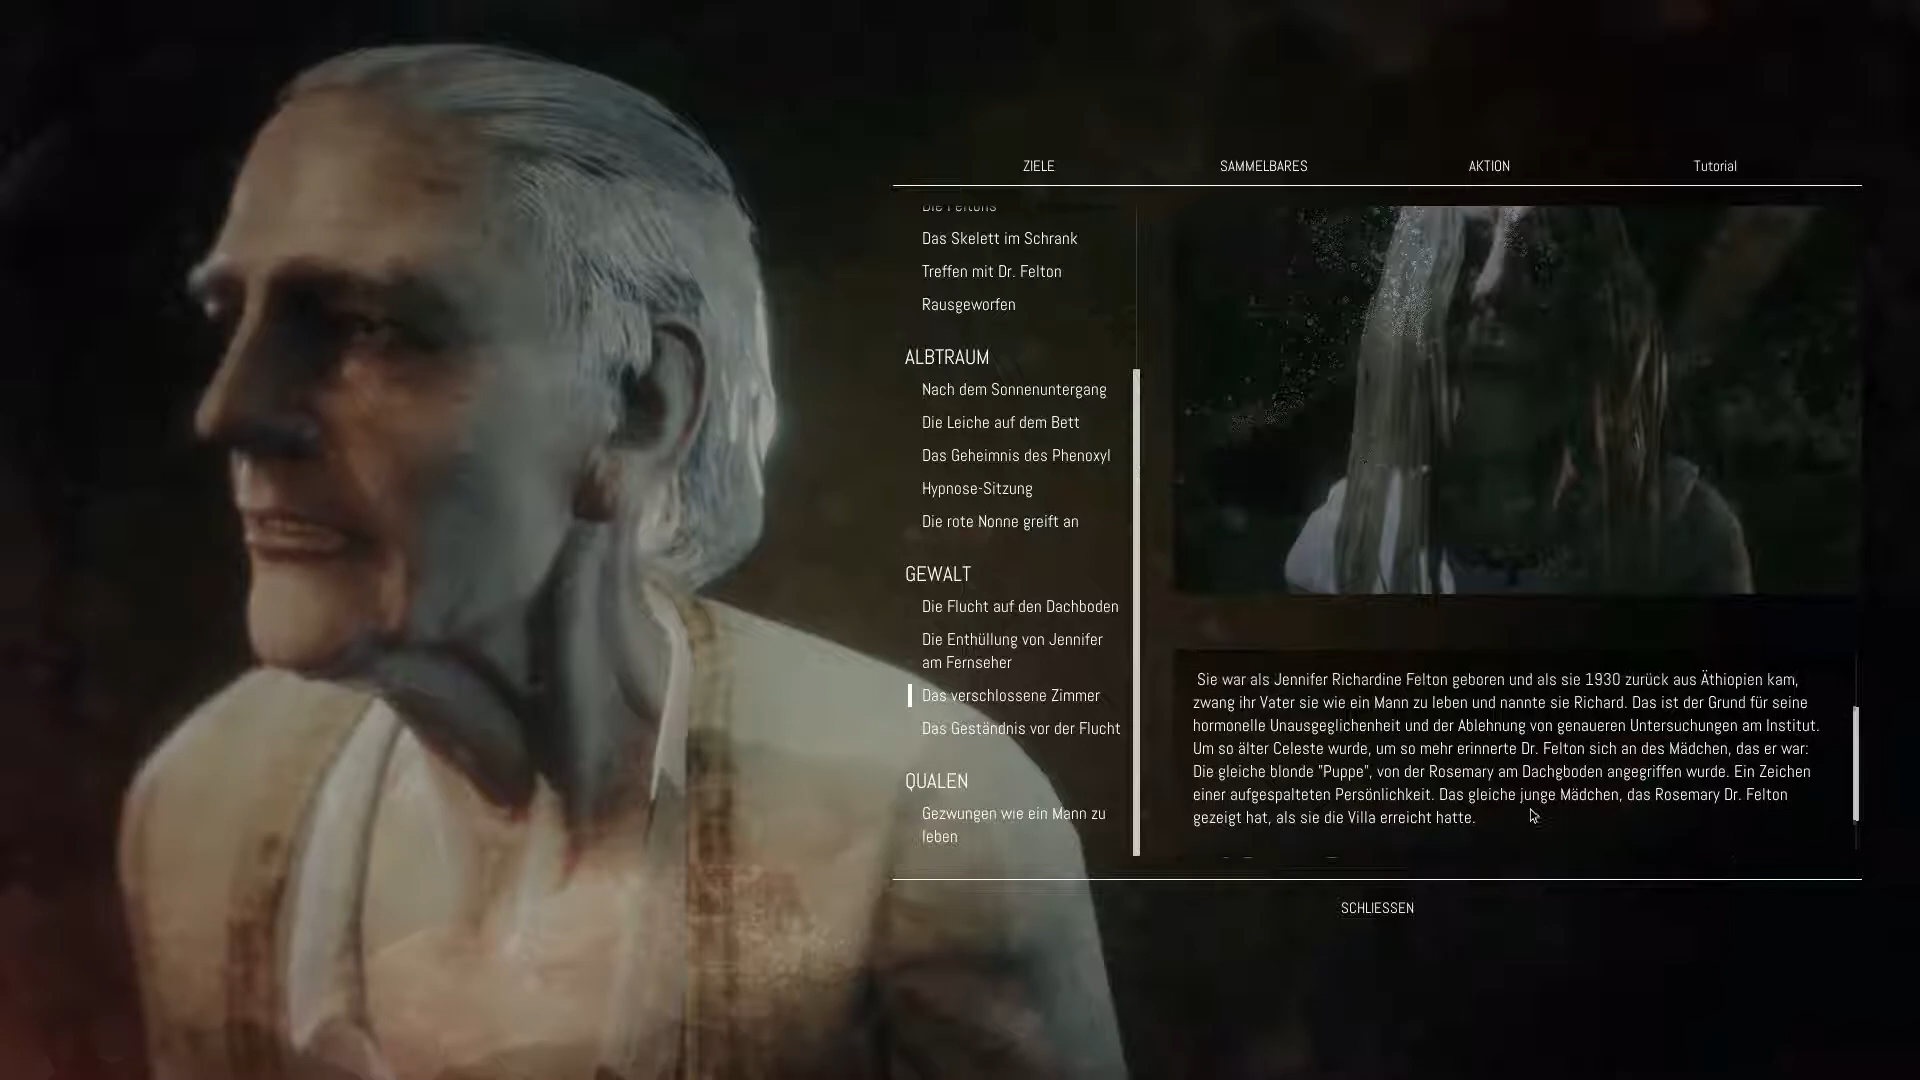 ZIELE SAMMELBARES AKTION Tutorial
Die Feltons
Das Skelett im Schrank
Treffen mit Dr. Felton
Rausgeworfen
ALBTRAUM
Nach dem Sonnenuntergang
Die Leiche auf dem Bett
Das Geheimnis des Phenoxyl
Hypnose-Sitzung
Die rote Nonne greift an
GEWALT
Die Flucht auf den Dachboden
Die Enthüllung von Jennifer
am Fernseher
Das verschlossene Zimmer
Das Geständnis vor der Flucht
QUALEN
Gezwungen wie ein Mann zu
leben
Sie war als Jennifer Richardine Felton geboren und als sie 1930 zurück aus Äthiopien kam,
zwang ihr Vater sie wie ein Mann zu leben und nannte sie Richard. Das ist der Grund für seine
hormonelle Unausgeglichenheit und der Ablehnung von genaueren Untersuchungen am Institut.
Um so älter Celeste wurde, um so mehr erinnerte Dr. Felton sich an des Mädchen, das er war:
Die gleiche blonde "Puppe", von der Rosemary am Dachgboden angegriffen wurde. Ein Zeichen
einer aufgespalteten Persönlichkeit. Das gleiche junge Mädchen, das Rosemary Dr. Felton
gezeigt hat, als sie die Villa erreicht hatte.
SCHLIESSEN